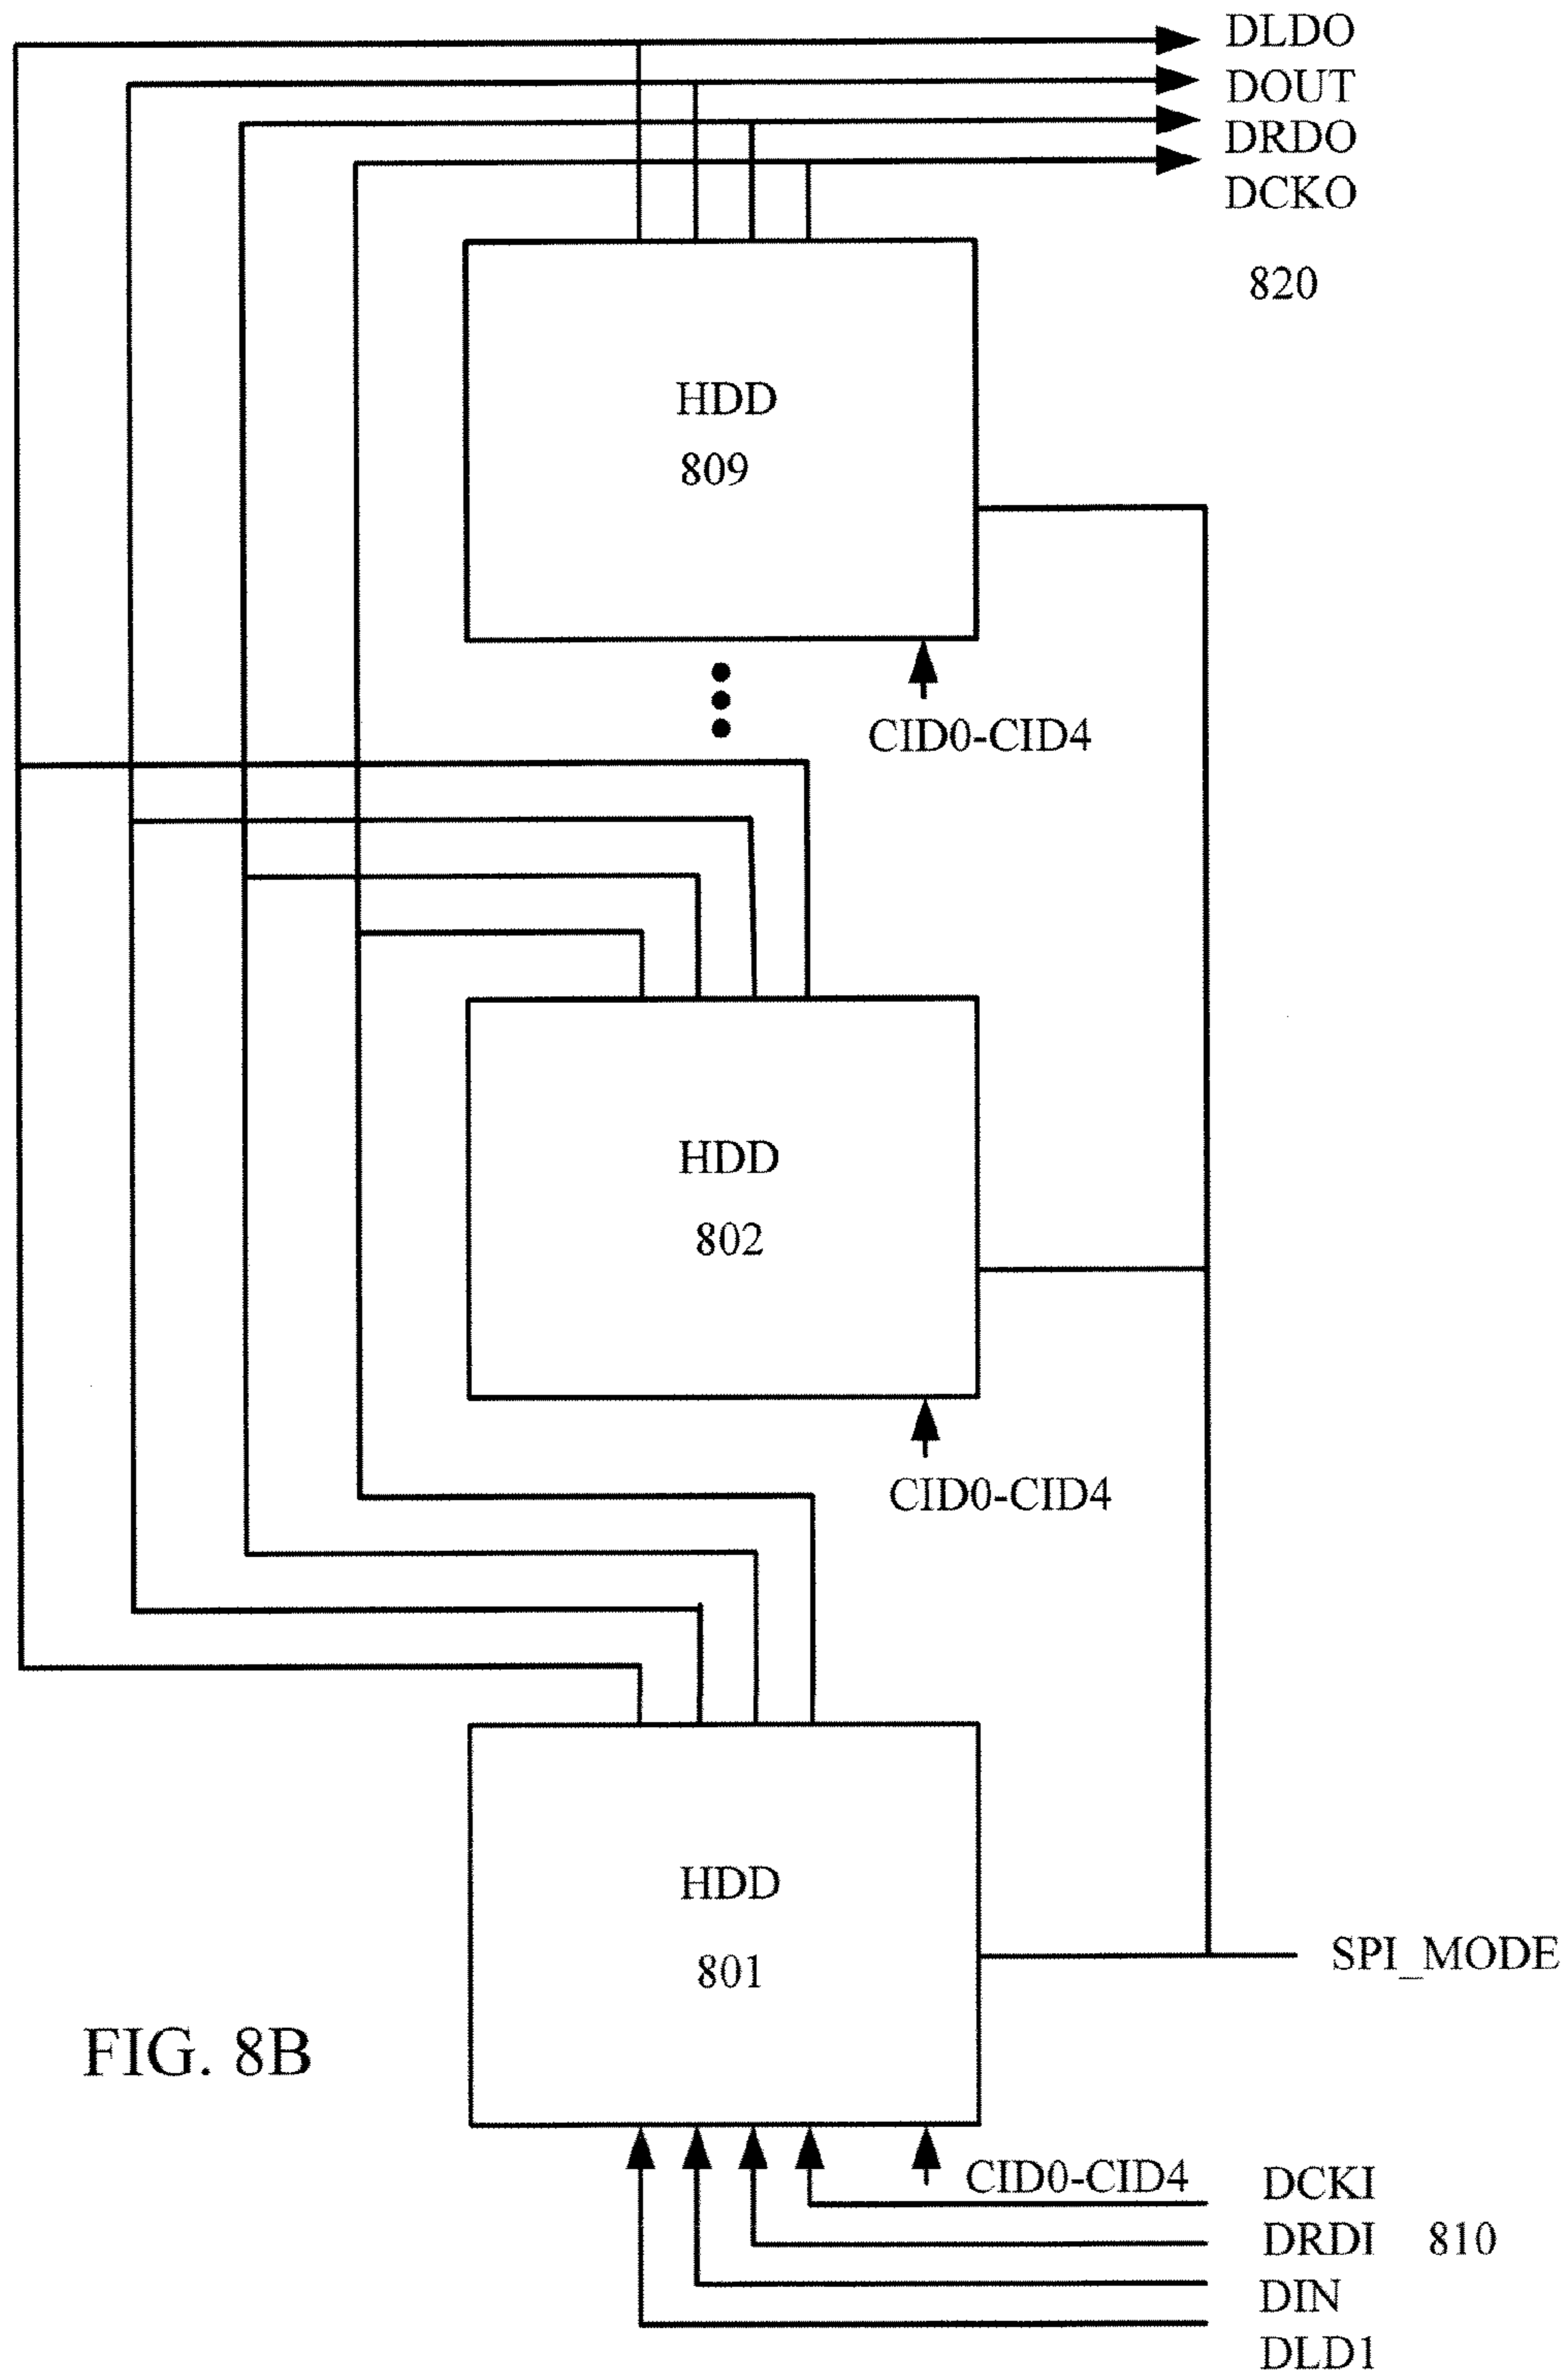 DLDO
DOUT
DRDO
DCKO
820
HDD
809
CID0-CID4
HDD
802
CID0-CID4
HDD
801
SPI_MODE
FIG. 8B
CID0-CID4
DCKI
DRDI 810
DIN
DLD1